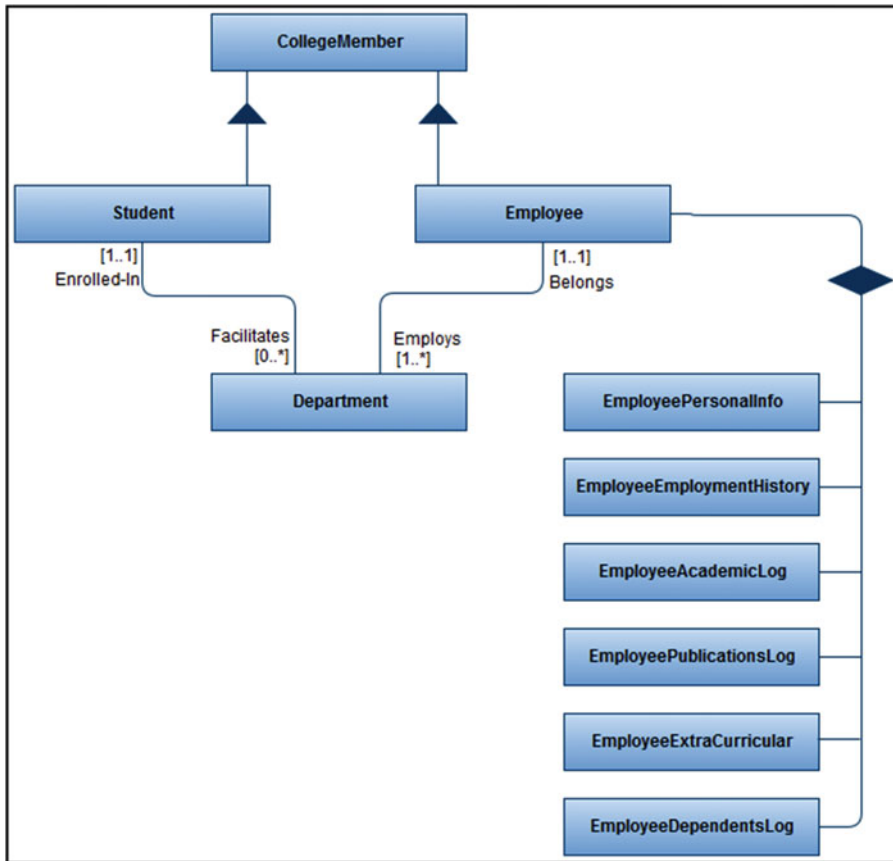 CollegeMember
Student
Employee
[1..1]
Enrolled-In
[1..1]
Belongs
Facilitates
[0..*]
Employs
[1..*]
Department
EmployeePersonalInfo
EmployeeEmploymentHistory
EmployeeAcademicLog
EmployeePublicationsLog
EmployeeExtraCurricular
EmployeeDependentsLog